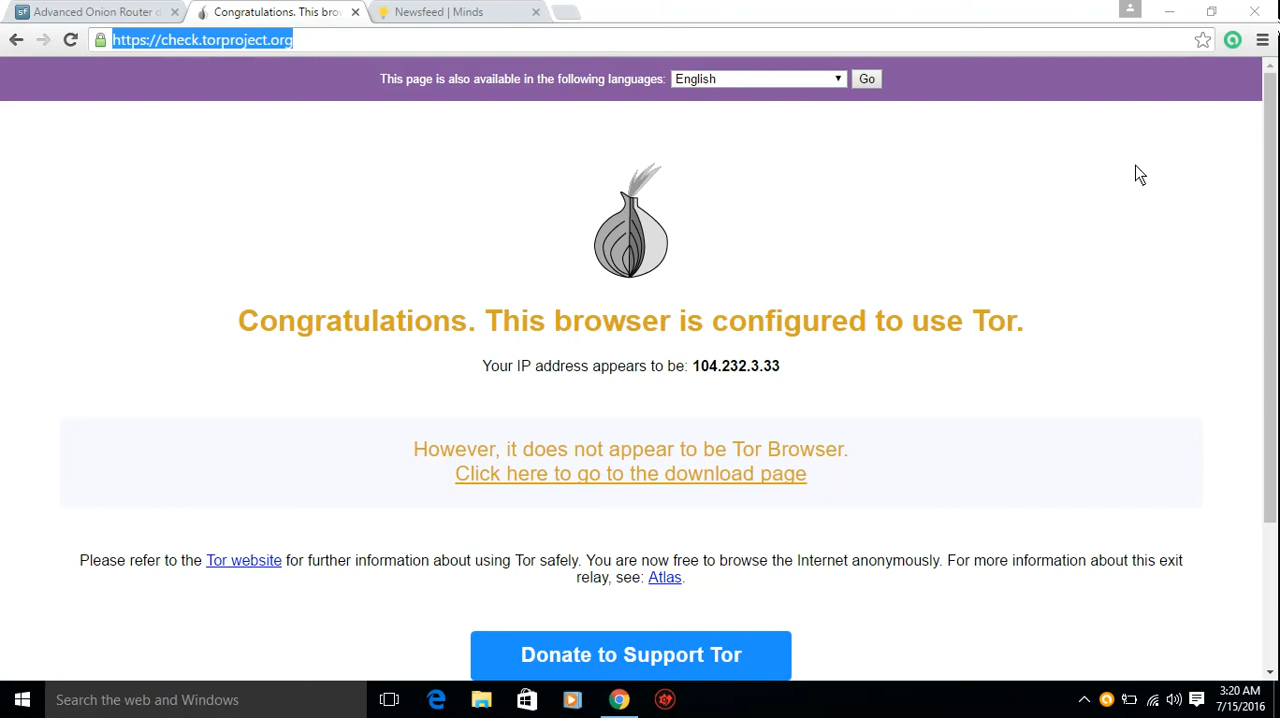 sf Advanced Onion Router d
Congratulations. This brow
Newsfeed | Minds
https://check.torproject.org
This page is also available in the following languages: English Go
Congratulations. This browser is configured to use Tor.
Your IP address appears to be: 104.232.3.33
However, it does not appear to be Tor Browser.
Click here to go to the download page
Please refer to the Tor website for further information about using Tor safely. You are now free to browse the Internet anonymously. For more information about this exit
relay, see: Atlas.
Donate to Support Tor
Search the web and Windows
3:20 AM
7/15/2016